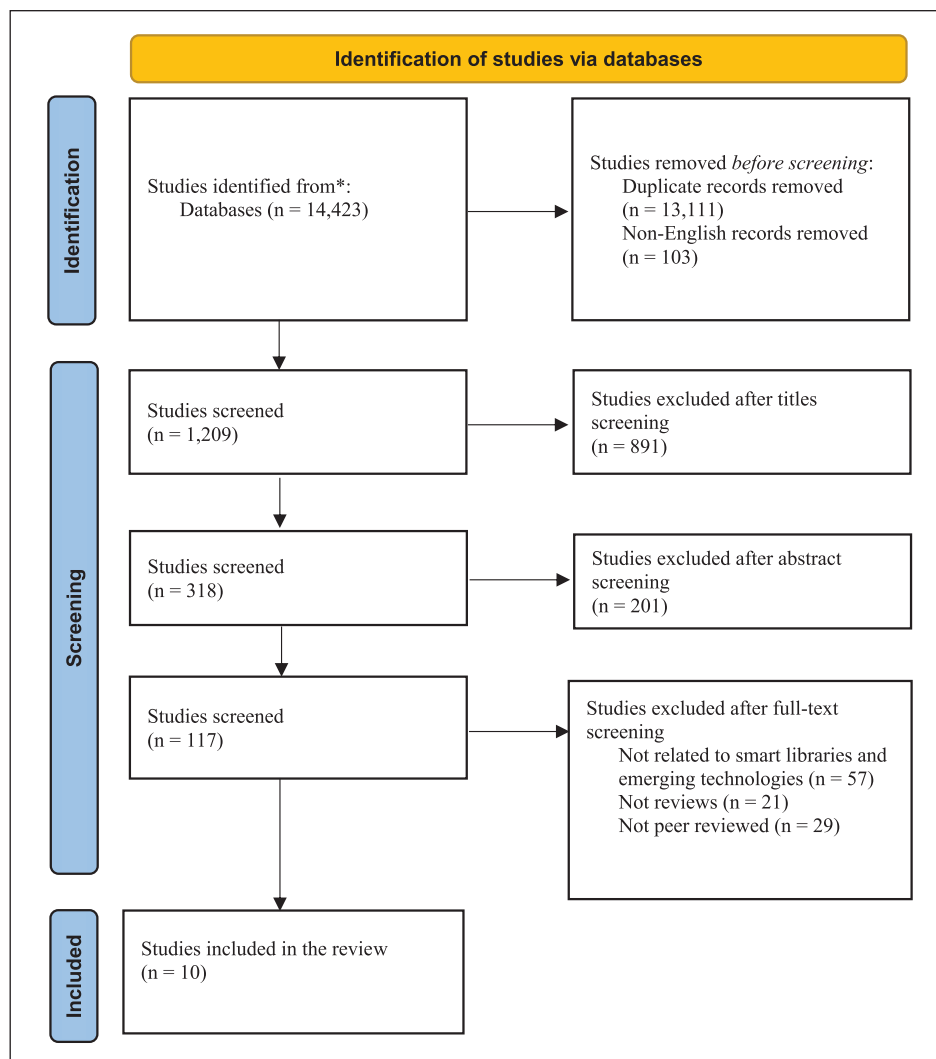 Identification of studies via databases
Identification
Studies identified from*:
Databases (n = 14,423)
Studies removed before screening:
Duplicate records removed
(n = 13,111)
Non-English records removed
(n = 103)
Screening
Studies screened
(n = 1,209)
Studies excluded after titles
screening
(n = 891)
Studies screened
(n = 318)
Studies excluded after abstract
screening
(n = 201)
Studies screened
(n = 117)
Studies excluded after full-text
screening
Not related to smart libraries and
emerging technologies (n = 57)
Not reviews (n = 21)
Not peer reviewed (n = 29)
Included
Studies included in the review
(n = 10)